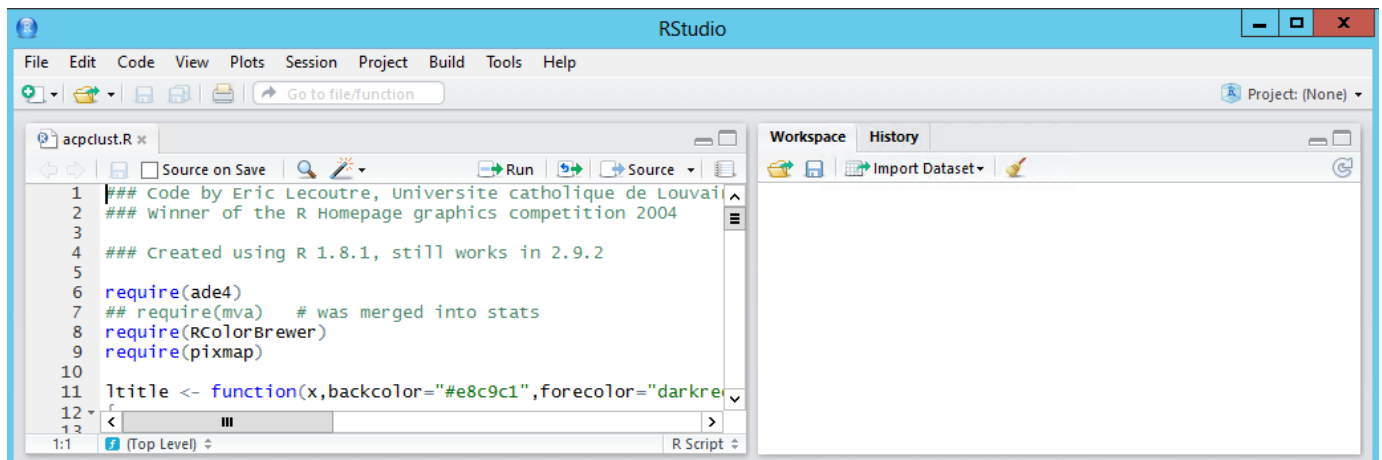 RStudio
File Edit Code View Plots Session Project Build Tools Help
Go to file/function
Project: (None)
acpclust.R
Source on Save Run Source
1 ### Code by Eric Lecoutre, Universite catholique de Louvain
2 ### Winner of the R Homepage graphics competition 2004
3
4 ### Created using R 1.8.1, still works in 2.9.2
5
6 require(ade4)
7 ## require(mva) # was merged into stats
8 require(RColorBrewer)
9 require(pixmap)
10
11 ltitle <- function(x,backcolor="#e8c9c1",forecolor="darkre
12
13
1:1 (Top Level) R Script
Workspace History
Import Dataset